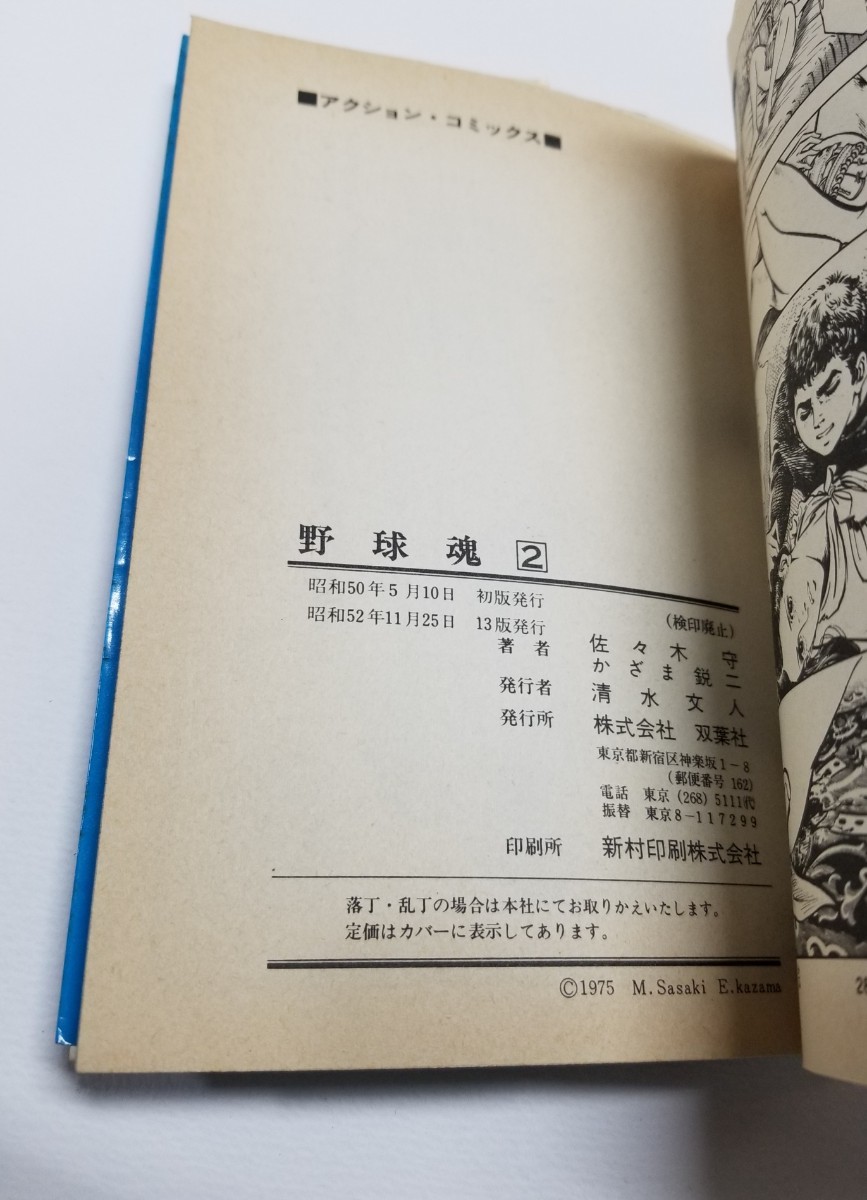 ■アクション・コミックス■
野球魂 2
昭和50年5月10日 初版発行
昭和52年11月25日 13版発行
(検印廃止)
著者 佐々木守
かざま鋭二
発行者 清水文人
発行所 株式会社 双葉社
東京都新宿区神楽坂1-8
(郵便番号 162)
電話 東京(268)5111代
振替 東京8-117299
印刷所 新村印刷株式会社
落丁・乱丁の場合は本社にてお取りかえいたします。
定価はカバーに表示してあります。
©1975 M.Sasaki E.kazama